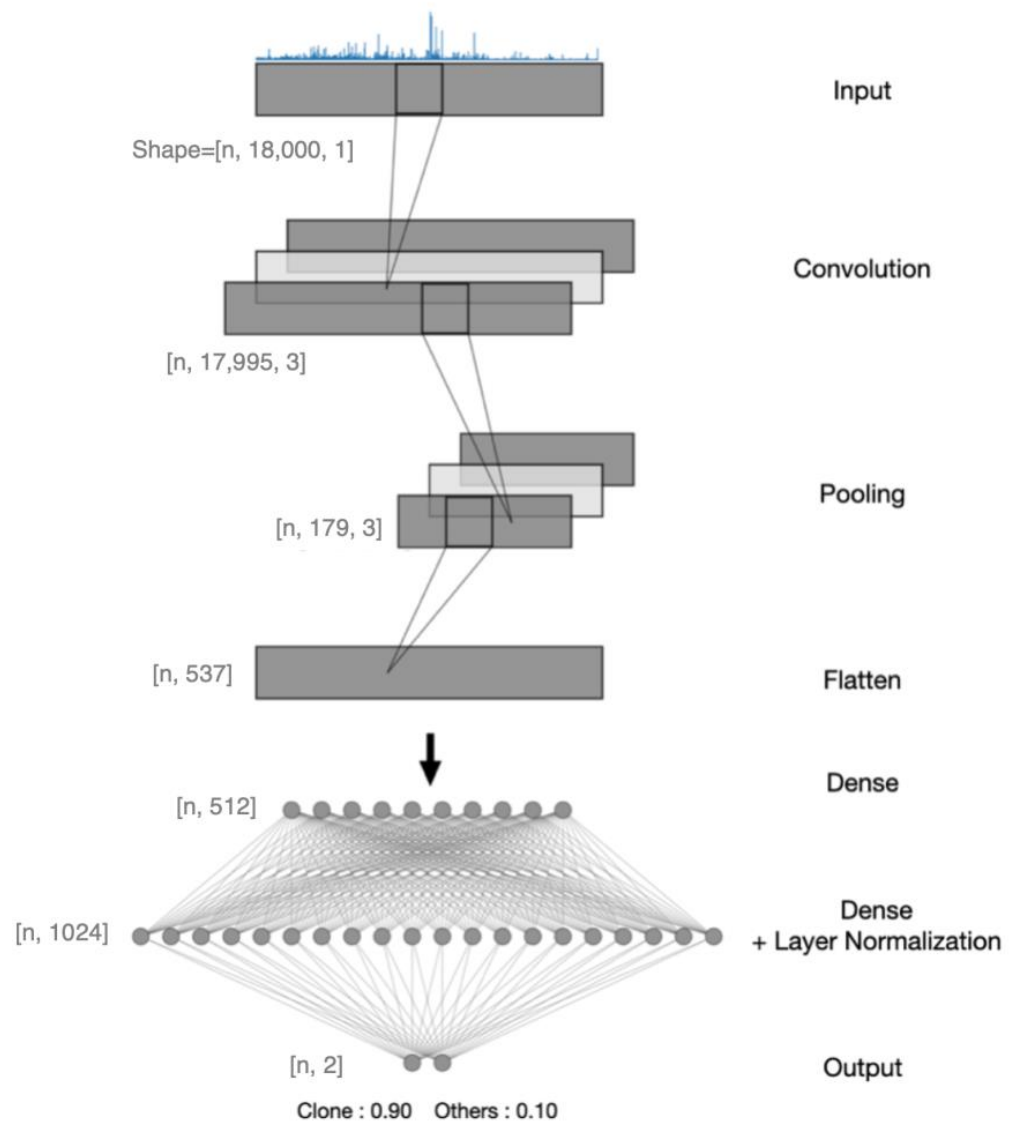 Input
Shape=[n, 18,000, 1]
Convolution
[n, 17,995, 3]
Pooling
[n, 179, 3]
[n, 537]
Flatten
Dense
[n, 512]
Dense
[n, 1024]
+ Layer Normalization
[n, 2]
Output
Clone : 0.90 Others : 0.10